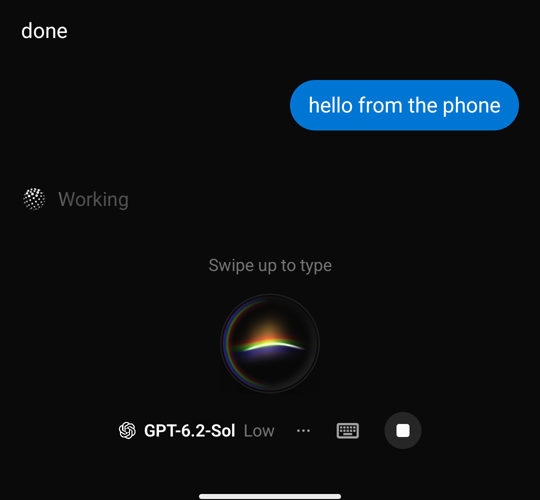 done
hello from the phone
Working
Swipe up to type
GPT-6.2-Sol Low ...